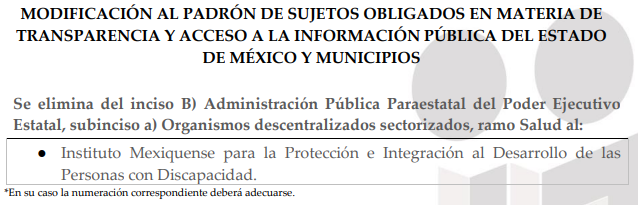 MODIFICACIÓN AL PADRÓN DE SUJETOS OBLIGADOS EN MATERIA DE
TRANSPARENCIA Y ACCESO A LA INFORMACIÓN PÚBLICA DEL ESTADO
DE MÉXICO Y MUNICIPIOS
Se elimina del inciso B) Administración Pública Paraestatal del Poder Ejecutivo
Estatal, subinciso a) Organismos descentralizados sectorizados, ramo Salud al:
● Instituto Mexiquense para la Protección e Integración al Desarrollo de las
Personas con Discapacidad.
*En su caso la numeración correspondiente deberá adecuarse.